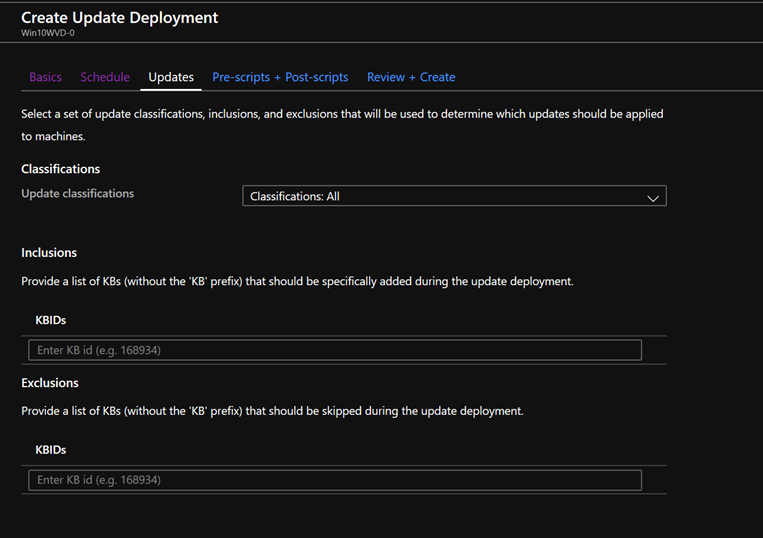 Create Update Deployment
Win10WVD-0
Basics Schedule Updates Pre-scripts + Post-scripts Review + Create
Select a set of update classifications, inclusions, and exclusions that will be used to determine which updates should be applied
to machines.
Classifications
Update classifications Classifications: All
Inclusions
Provide a list of KBs (without the 'KB' prefix) that should be specifically added during the update deployment.
KBIDs
Enter KB id (e.g. 168934)
Exclusions
Provide a list of KBs (without the 'KB' prefix) that should be skipped during the update deployment.
KBIDs
Enter KB id (e.g. 168934)